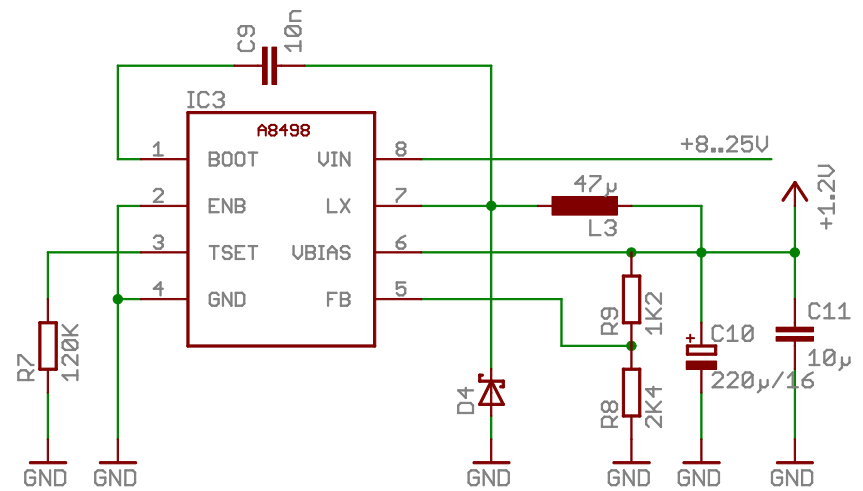 C9
10n
IC3
A8498
1 BOOT VIN 8
+8..25V
2 ENB LX 7
47µ
L3
+1.2V
3 TSET VBIAS 6
4 GND FB 5
R7
120K
R9
1K2
C10
220µ/16
C11
10µ
D4
R8
2K4
+
GND GND GND GND GND GND